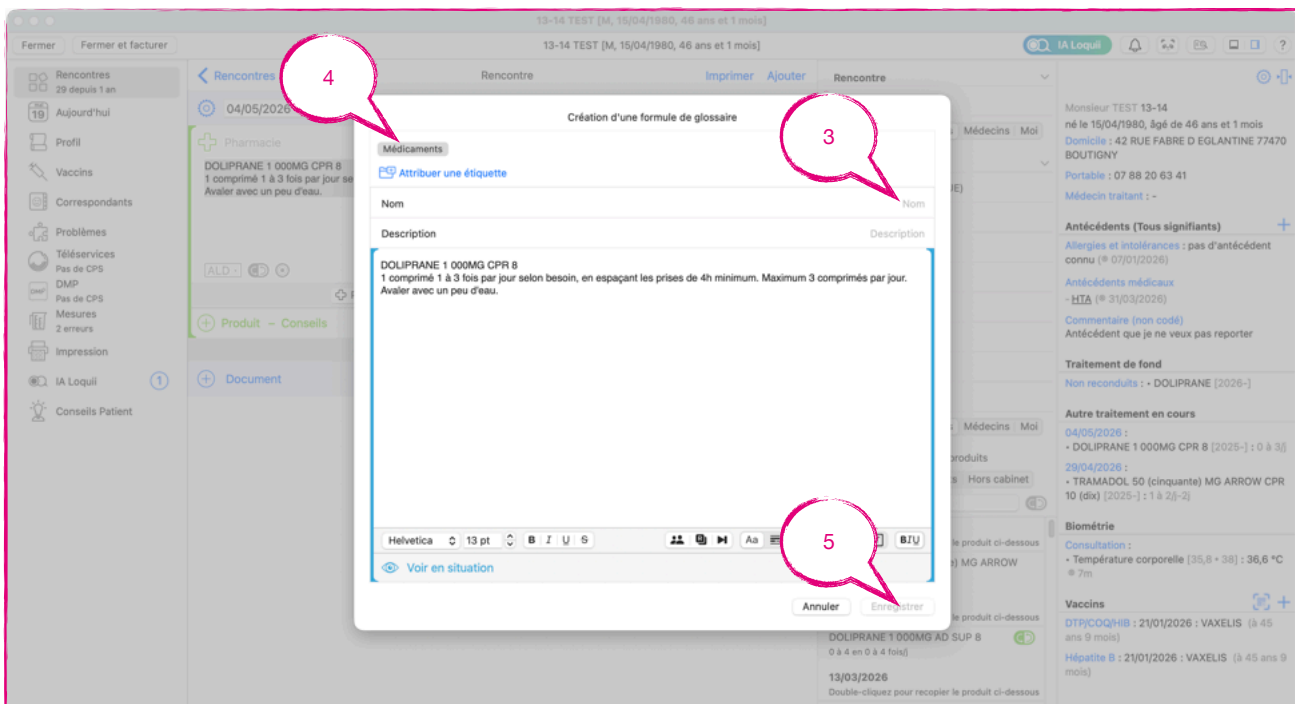 13-14 TEST [M, 15/04/1980, 46 ans et 1 mois]
Fermer
Fermer et facturer
13-14 TEST [M, 15/04/1980, 46 ans et 1 mois]
IA Loquii
?
Rencontres
29 depuis 1 an
19
Aujourd'hui
Profil
Vaccins
Correspondants
Problèmes
Téléservices
Pas de CPS
DMP
Pas de CPS
Mesures
2 erreurs
Impression
IA Loquii
1
Conseils Patient
Rencontres
Rencontre
Imprimer
Ajouter
04/05/2026
Pharmacie
DOLIPRANE 1 000MG CPR 8
1 comprimé 1 à 3 fois par jour se
Avaler avec un peu d'eau.
ALD -
Produit – Conseils
Document
4
3
5
Création d'une formule de glossaire
Médicaments
Attribuer une étiquette
Nom
Nom
Description
Description
DOLIPRANE 1 000MG CPR 8
1 comprimé 1 à 3 fois par jour selon besoin, en espaçant les prises de 4h minimum. Maximum 3 comprimés par jour.
Avaler avec un peu d'eau.
Helvetica
13 pt
B I U S
Aa
BIU
Voir en situation
Annuler
Enregistrer
Rencontre
Médecins
Moi
Médecins
Moi
produits
Hors cabinet
le produit ci-dessous
MG ARROW
le produit ci-dessous
DOLIPRANE 1 000MG AD SUP 8
0 à 4 en 0 à 4 fois/j
13/03/2026
Double-cliquez pour recopier le produit ci-dessous
Monsieur TEST 13-14
né le 15/04/1980, âgé de 46 ans et 1 mois
Domicile : 42 RUE FABRE D EGLANTINE 77470
BOUTIGNY
Portable : 07 88 20 63 41
Médecin traitant : -
Antécédents (Tous signifiants)
Allergies et intolérances : pas d'antécédent
connu (07/01/2026)
Antécédents médicaux
- HTA (31/03/2026)
Commentaire (non codé)
Antécédent que je ne veux pas reporter
Traitement de fond
Non reconduits : • DOLIPRANE [2026-]
Autre traitement en cours
04/05/2026 :
• DOLIPRANE 1 000MG CPR 8 [2025-] : 0 à 3/j
29/04/2026 :
• TRAMADOL 50 (cinquante) MG ARROW CPR
10 (dix) [2025-] : 1 à 2/j-2j
Biométrie
Consultation :
• Température corporelle [35,8 • 38] : 36,6 °C
7m
Vaccins
DTP/COQ/HIB : 21/01/2026 : VAXELIS (à 45
ans 9 mois)
Hépatite B : 21/01/2026 : VAXELIS (à 45 ans 9
mois)